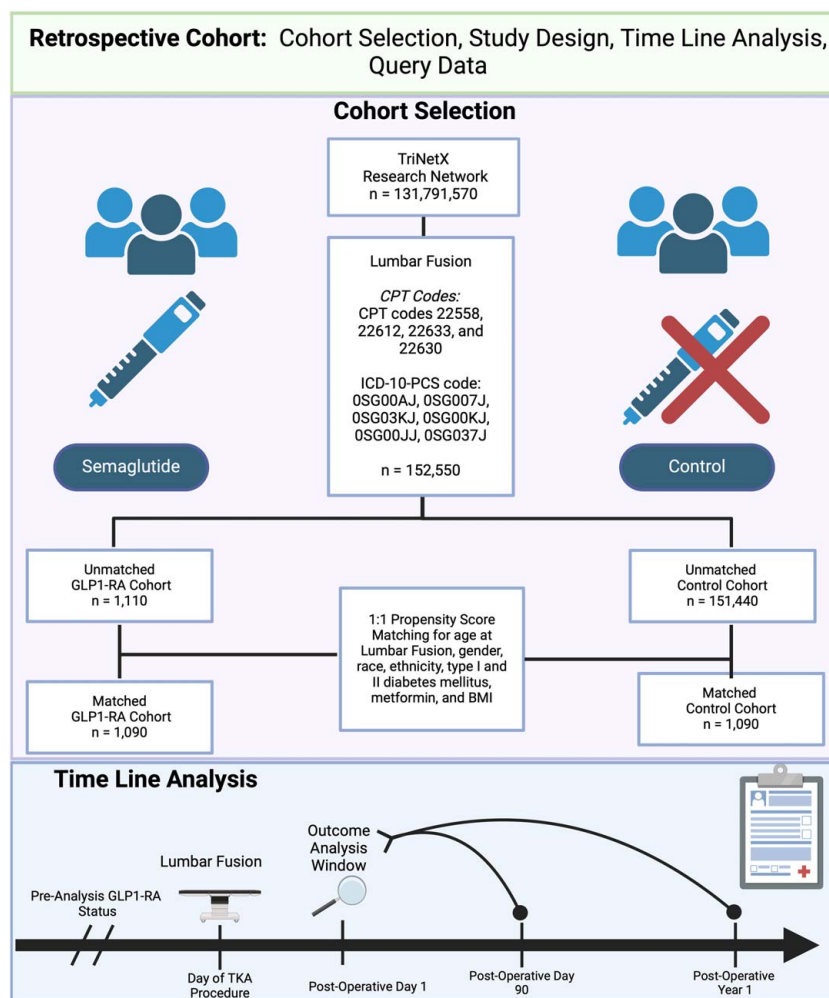 Retrospective Cohort: Cohort Selection, Study Design, Time Line Analysis,
Query Data
Cohort Selection
TriNetX
Research Network
n = 131,791,570
Lumbar Fusion
CPT Codes:
CPT codes 22558,
22612, 22633, and
22630
ICD-10-PCS code:
0SG00AJ, 0SG007J,
0SG03KJ, 0SG00KJ,
0SG00JJ, 0SG037J
n = 152,550
Semaglutide
Control
Unmatched
GLP1-RA Cohort
n = 1,110
Unmatched
Control Cohort
n = 151,440
1:1 Propensity Score
Matching for age at
Lumbar Fusion, gender,
race, ethnicity, type I and
II diabetes mellitus,
metformin, and BMI
Matched
GLP1-RA Cohort
n = 1,090
Matched
Control Cohort
n = 1,090
Time Line Analysis
Pre-Analysis GLP1-RA
Status
Lumbar Fusion
Outcome
Analysis
Window
Day of TKA
Procedure
Post-Operative Day 1
Post-Operative Day
90
Post-Operative
Year 1